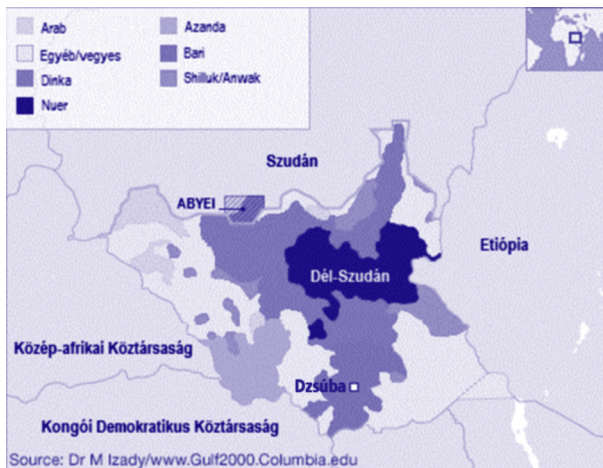 Arab
Azanda
Egyéb/vegyes
Bari
Dinka
Shilluk/Anwak
Nuer
Szudán
ABYEI
Etiópia
Dél-Szudán
Közép-afrikai Köztársaság
Dzsúba
Kongói Demokratikus Köztársaság
Source: Dr M Izady/www.Gulf2000.Columbia.edu